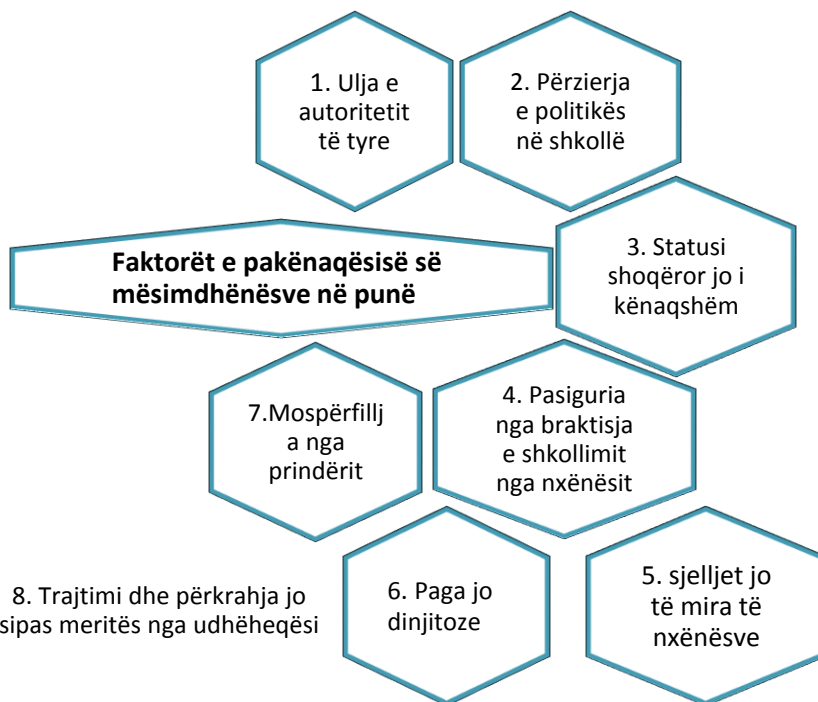 1. Ulja e
autoritetit
të tyre
2. Përzierja
e politikës
në shkollë
Faktorët e pakënaqësisë së
mësimdhënësve në punë
3. Statusi
shoqëror jo i
kënaqshëm
7.Mospërfillj
a nga
prindërit
4. Pasiguria
nga braktisja
e shkollimit
nga nxënësit
8. Trajtimi dhe përkrahja jo
sipas meritës nga udhëheqësi
6. Paga jo
dinjitoze
5. sjelljet jo
të mira të
nxënësve